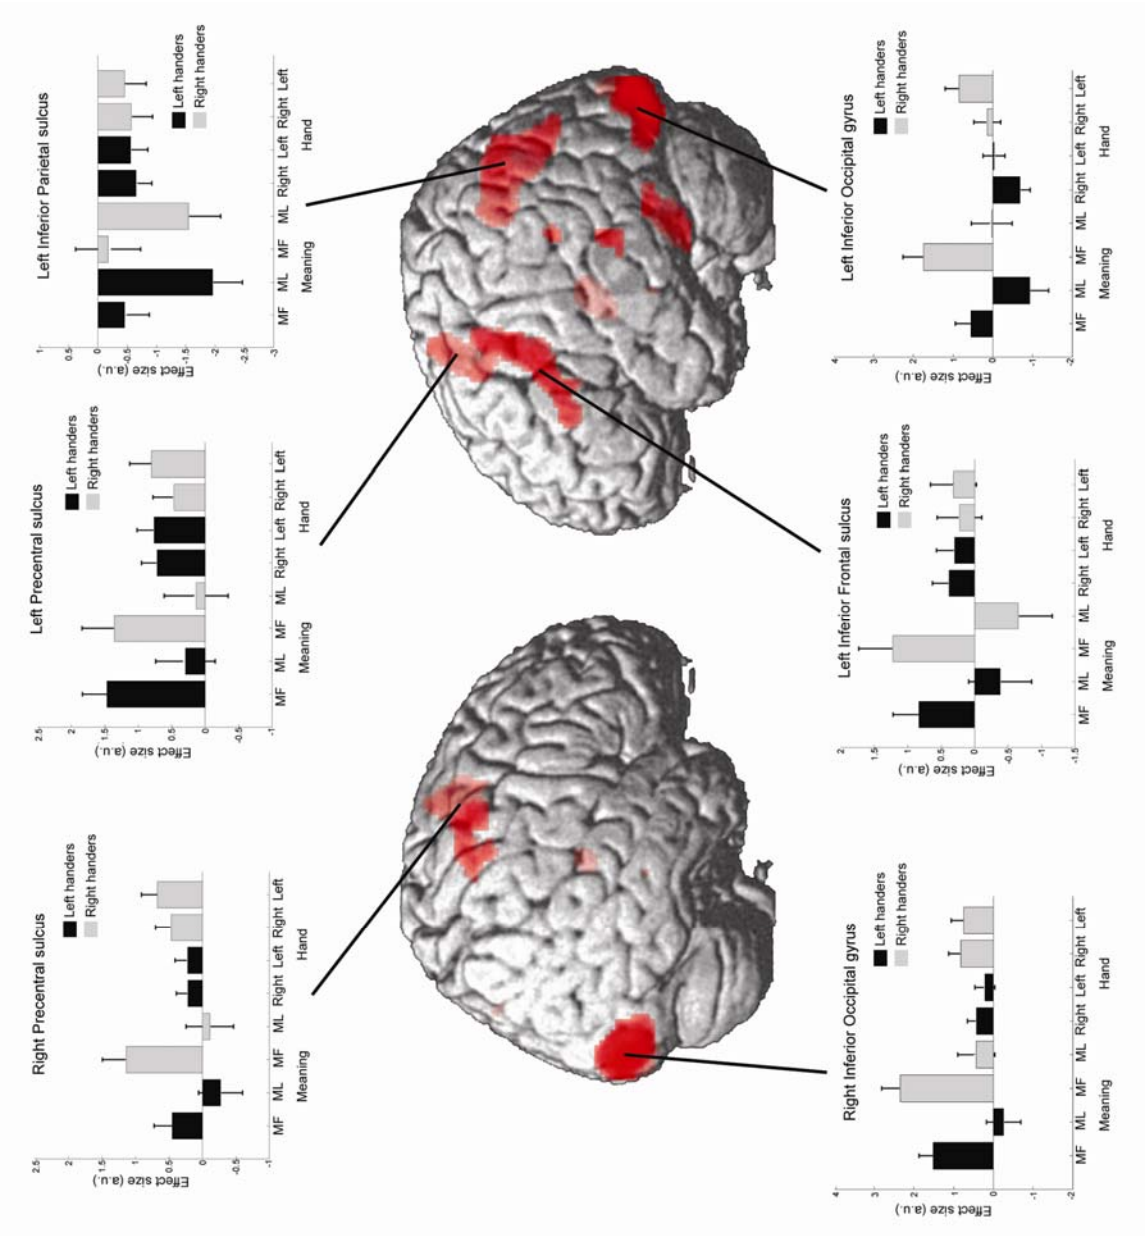 Right Precentral sulcus
Left handers
Right handers
Effect size (a.u.)
2.5
2
1.5
1
0.5
0
-0.5
-1
MF ML MF ML Right Left Right Left
Meaning Hand
Left Precentral sulcus
Left handers
Right handers
Effect size (a.u.)
2.5
2
1.5
1
0.5
0
-0.5
-1
MF ML MF ML Right Left Right Left
Meaning Hand
Left Inferior Parietal sulcus
Effect size (a.u.)
1
0.5
0
-0.5
-1
-1.5
-2
-2.5
-3
Left handers
Right handers
MF ML MF ML Right Left Right Left
Meaning Hand
Right Inferior Occipital gyrus
Left handers
Right handers
Effect size (a.u.)
4
3
2
1
0
-1
-2
MF ML MF ML Right Left Right Left
Meaning Hand
Left Inferior Frontal sulcus
Left handers
Right handers
Effect size (a.u.)
2
1.5
1
0.5
0
-0.5
-1
-1.5
MF ML MF ML Right Left Right Left
Meaning Hand
Left Inferior Occipital gyrus
Left handers
Right handers
Effect size (a.u.)
4
3
2
1
0
-1
-2
MF ML MF ML Right Left Right Left
Meaning Hand